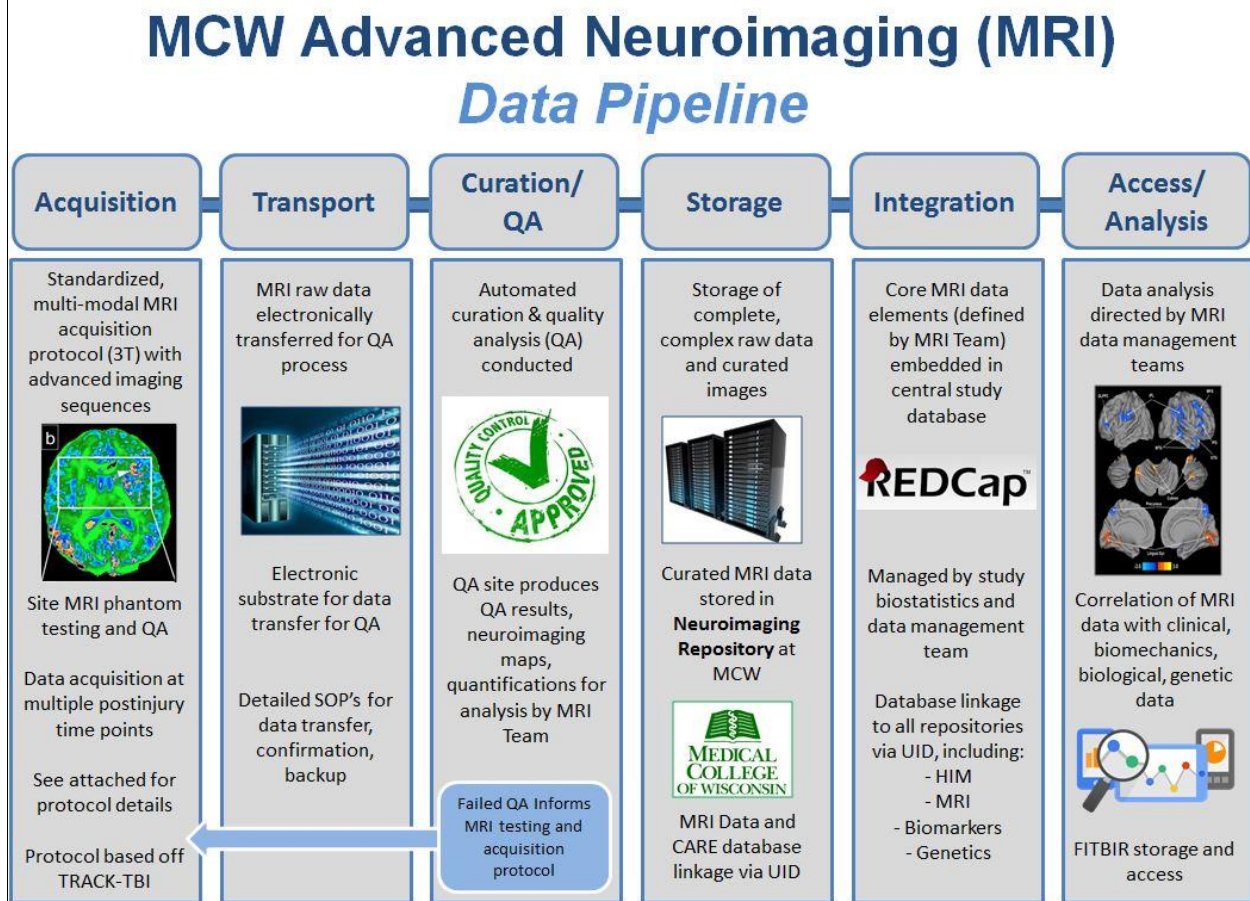 MCW Advanced Neuroimaging (MRI)
Data Pipeline
Acquisition
Standardized,
multi-modal MRI
acquisition
protocol (3T) with
advanced imaging
sequences
b
Site MRI phantom
testing and QA
Data acquisition at
multiple postinjury
time points
See attached for
protocol details
Protocol based off
TRACK-TBI
Transport
MRI raw data
electronically
transferred for QA
process
Electronic
substrate for data
transfer for QA
Detailed SOP's for
data transfer,
confirmation,
backup
Curation/
QA
Automated
curation & quality
analysis (QA)
conducted
QUALITY CONTROL
APPROVED
QA site produces
QA results,
neuroimaging
maps,
quantifications for
analysis by MRI
Team
Failed QA Informs
MRI testing and
acquisition
protocol
Storage
Storage of
complete,
complex raw data
and curated
images
Curated MRI data
stored in
Neuroimaging
Repository at
MCW
MEDICAL
COLLEGE
OF WISCONSIN
MRI Data and
CARE database
linkage via UID
Integration
Core MRI data
elements (defined
by MRI Team)
embedded in
central study
database
REDCap™
Managed by study
biostatistics and
data management
team
Database linkage
to all repositories
via UID, including:
- HIM
- MRI
- Biomarkers
- Genetics
Access/
Analysis
Data analysis
directed by MRI
data management
teams
Correlation of MRI
data with clinical,
biomechanics,
biological, genetic
data
FITBIR storage and
access